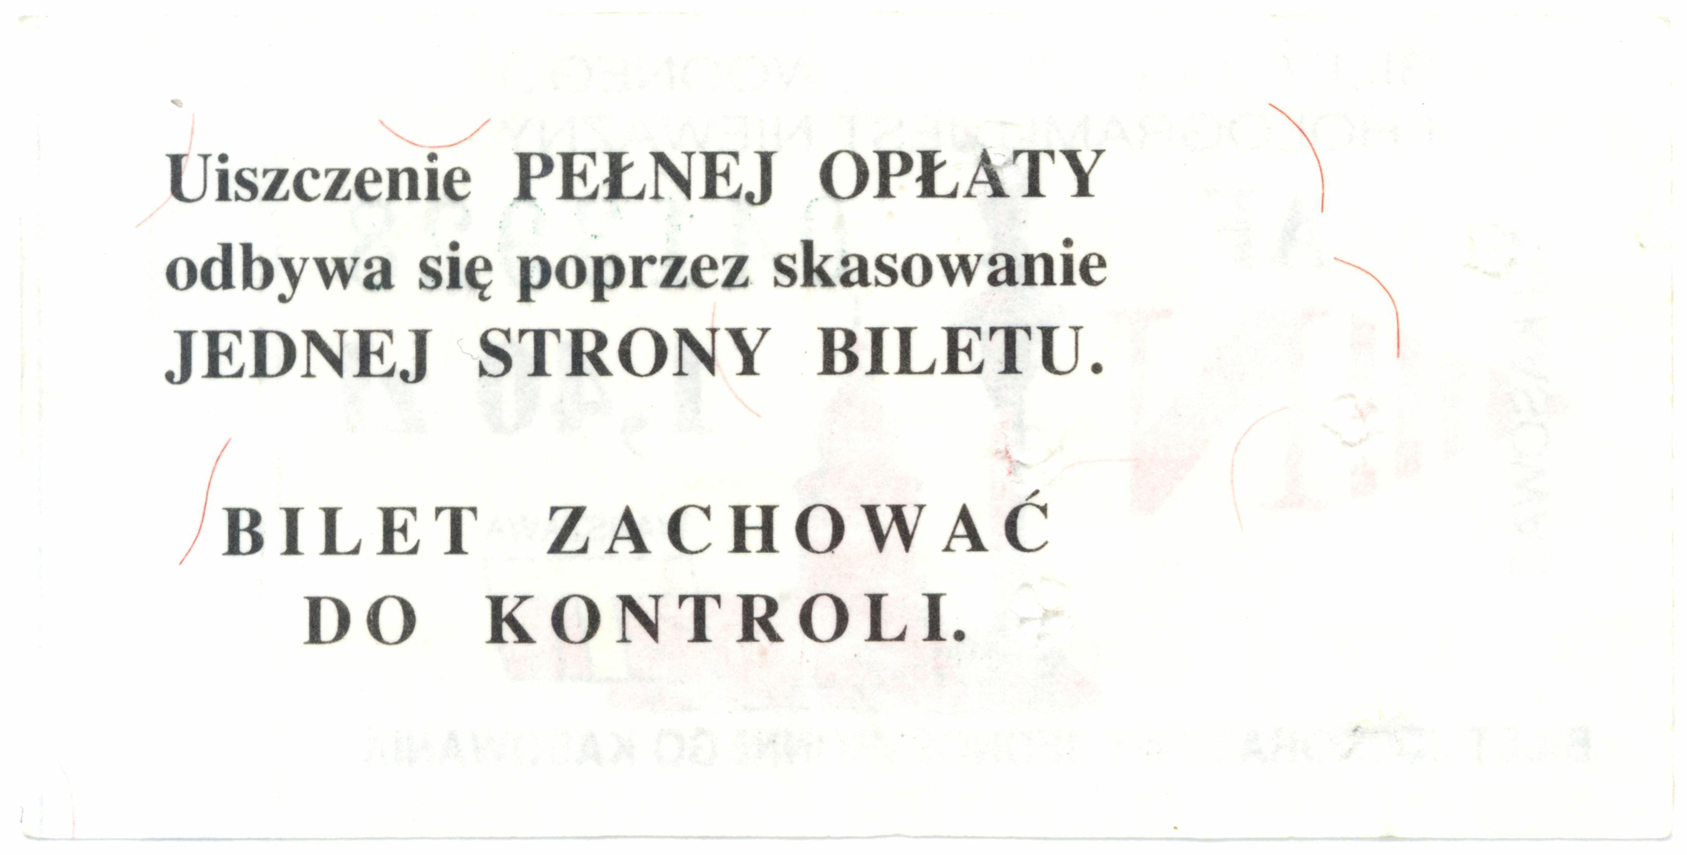 Uiszczenie PEŁNEJ OPŁATY
odbywa się poprzez skasowanie
JEDNEJ STRONY BILETU.
BILET ZACHOWAĆ
DO KONTROLI.